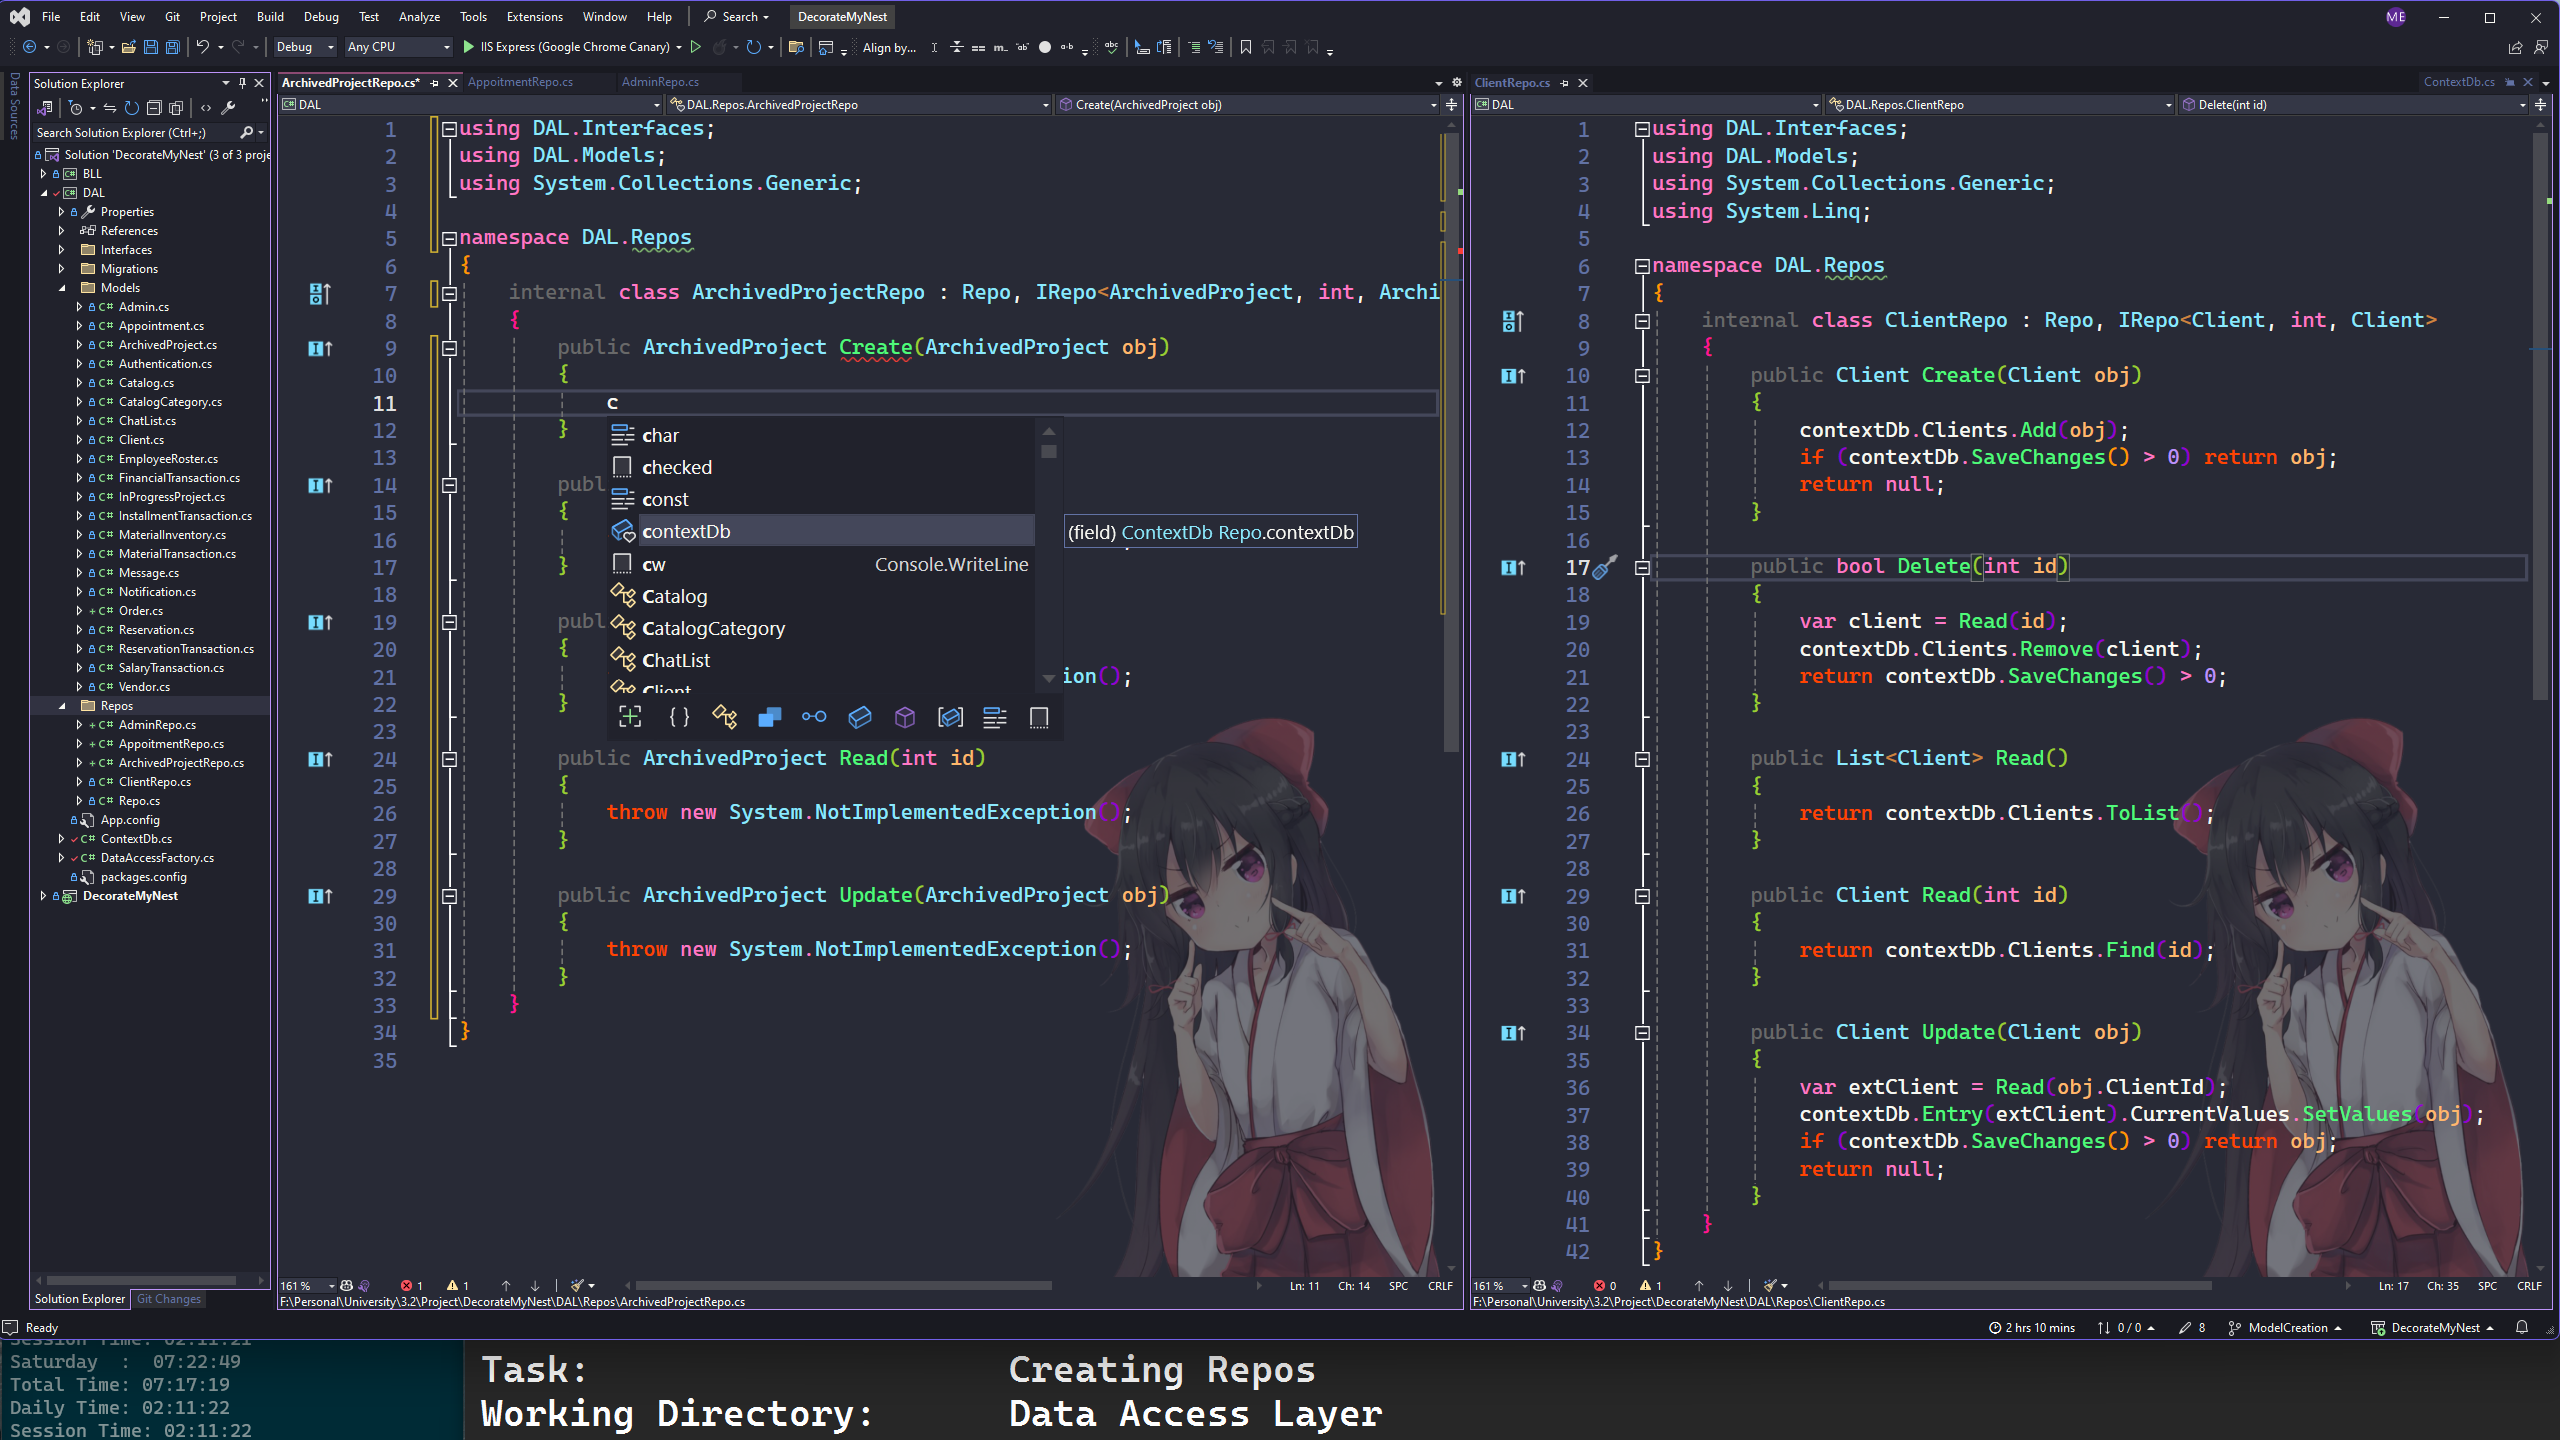 File Edit View Git Project Build Debug Test Analyze Tools Extensions Window Help Search DecorateMyNest ME
Debug Any CPU IIS Express (Google Chrome Canary) Align by...
Data Sources
Solution Explorer
Search Solution Explorer (Ctrl+;)
Solution 'DecorateMyNest' (3 of 3 proje
BLL
DAL
Properties
References
Interfaces
Migrations
Models
C# Admin.cs
C# Appointment.cs
C# ArchivedProject.cs
C# Authentication.cs
C# Catalog.cs
C# CatalogCategory.cs
C# ChatList.cs
C# Client.cs
C# EmployeeRoster.cs
C# FinancialTransaction.cs
C# InProgressProject.cs
C# InstallmentTransaction.cs
C# MaterialInventory.cs
C# MaterialTransaction.cs
C# Message.cs
C# Notification.cs
C# Order.cs
C# Reservation.cs
C# ReservationTransaction.cs
C# SalaryTransaction.cs
C# Vendor.cs
Repos
C# AdminRepo.cs
C# AppoitmentRepo.cs
C# ArchivedProjectRepo.cs
C# ClientRepo.cs
C# Repo.cs
App.config
C# ContextDb.cs
C# DataAccessFactory.cs
packages.config
DecorateMyNest
Solution Explorer Git Changes
ArchivedProjectRepo.cs* AppoitmentRepo.cs AdminRepo.cs
DAL DAL.Repos.ArchivedProjectRepo Create(ArchivedProject obj)
1 using DAL.Interfaces;
2 using DAL.Models;
3 using System.Collections.Generic;
4
5 namespace DAL.Repos
6 {
7 internal class ArchivedProjectRepo : Repo, IRepo<ArchivedProject, int, Archi
8 {
9 public ArchivedProject Create(ArchivedProject obj)
10 {
11 c
12 }
13
14 publ
15 {
16
17 }
18
19 publ
20 {
21 ion();
22 }
23
24 public ArchivedProject Read(int id)
25 {
26 throw new System.NotImplementedException();
27 }
28
29 public ArchivedProject Update(ArchivedProject obj)
30 {
31 throw new System.NotImplementedException();
32 }
33 }
34 }
35
char
checked
const
contextDb
cw Console.WriteLine
Catalog
CatalogCategory
ChatList
Client
(field) ContextDb Repo.contextDb
161 % 1 1 Ln: 11 Ch: 14 SPC CRLF
F:\Personal\University\3.2\Project\DecorateMyNest\DAL\Repos\ArchivedProjectRepo.cs
ClientRepo.cs ContextDb.cs
DAL DAL.Repos.ClientRepo Delete(int id)
1 using DAL.Interfaces;
2 using DAL.Models;
3 using System.Collections.Generic;
4 using System.Linq;
5
6 namespace DAL.Repos
7 {
8 internal class ClientRepo : Repo, IRepo<Client, int, Client>
9 {
10 public Client Create(Client obj)
11 {
12 contextDb.Clients.Add(obj);
13 if (contextDb.SaveChanges() > 0) return obj;
14 return null;
15 }
16
17 public bool Delete(int id)
18 {
19 var client = Read(id);
20 contextDb.Clients.Remove(client);
21 return contextDb.SaveChanges() > 0;
22 }
23
24 public List<Client> Read()
25 {
26 return contextDb.Clients.ToList();
27 }
28
29 public Client Read(int id)
30 {
31 return contextDb.Clients.Find(id);
32 }
33
34 public Client Update(Client obj)
35 {
36 var extClient = Read(obj.ClientId);
37 contextDb.Entry(extClient).CurrentValues.SetValues(obj);
38 if (contextDb.SaveChanges() > 0) return obj;
39 return null;
40 }
41 }
42 }
161 % 0 1 Ln: 17 Ch: 35 SPC CRLF
F:\Personal\University\3.2\Project\DecorateMyNest\DAL\Repos\ClientRepo.cs
Ready 2 hrs 10 mins 0 / 0 8 ModelCreation DecorateMyNest
Session Time: 02:11:21
Saturday : 07:22:49
Total Time: 07:17:19
Daily Time: 02:11:22
Session Time: 02:11:22
Task: Creating Repos
Working Directory: Data Access Layer